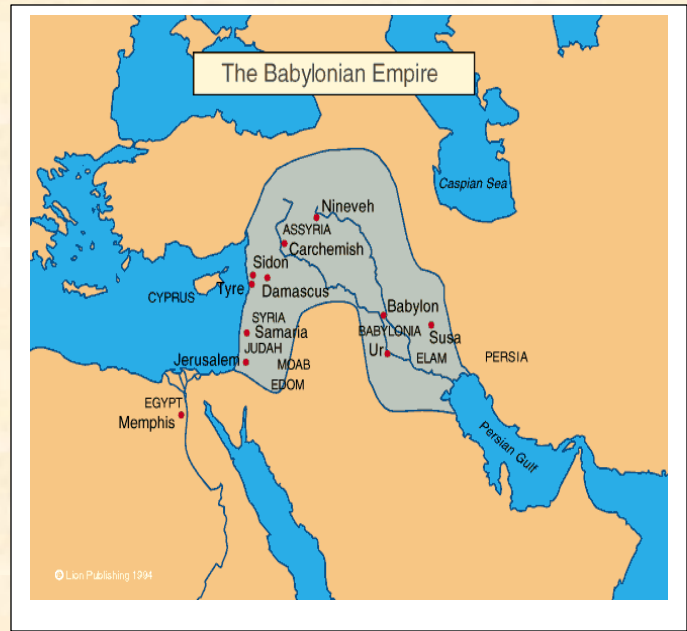 The Babylonian Empire
Caspian Sea
Nineveh
ASSYRIA
Carchemish
Sidon
Tyre
Damascus
CYPRUS
Babylon
SYRIA
Samaria
BABYLONIA
Susa
JUDAH
Jerusalem
MOAB
Ur
ELAM
PERSIA
EDOM
EGYPT
Memphis
Persian Gulf
© Lion Publishing 1994